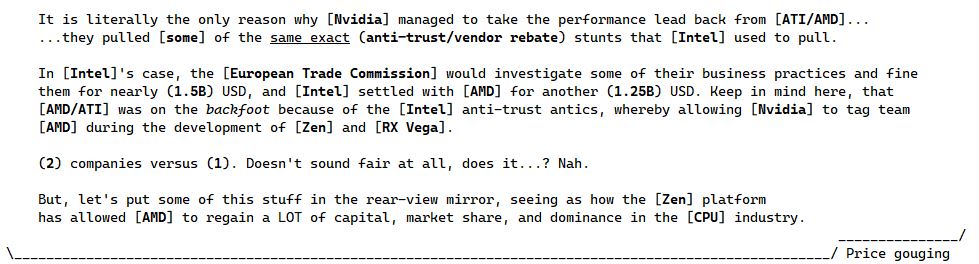 It is literally the only reason why [Nvidia] managed to take the performance lead back from [ATI/AMD]...
...they pulled [some] of the same exact (anti-trust/vendor rebate) stunts that [Intel] used to pull.
In [Intel]'s case, the [European Trade Commission] would investigate some of their business practices and fine
them for nearly (1.5B) USD, and [Intel] settled with [AMD] for another (1.25B) USD. Keep in mind here, that
[AMD/ATI] was on the backfoot because of the [Intel] anti-trust antics, whereby allowing [Nvidia] to tag team
[AMD] during the development of [Zen] and [RX Vega].
(2) companies versus (1). Doesn't sound fair at all, does it...? Nah.
But, let's put some of this stuff in the rear-view mirror, seeing as how the [Zen] platform
has allowed [AMD] to regain a LOT of capital, market share, and dominance in the [CPU] industry.
Price gouging